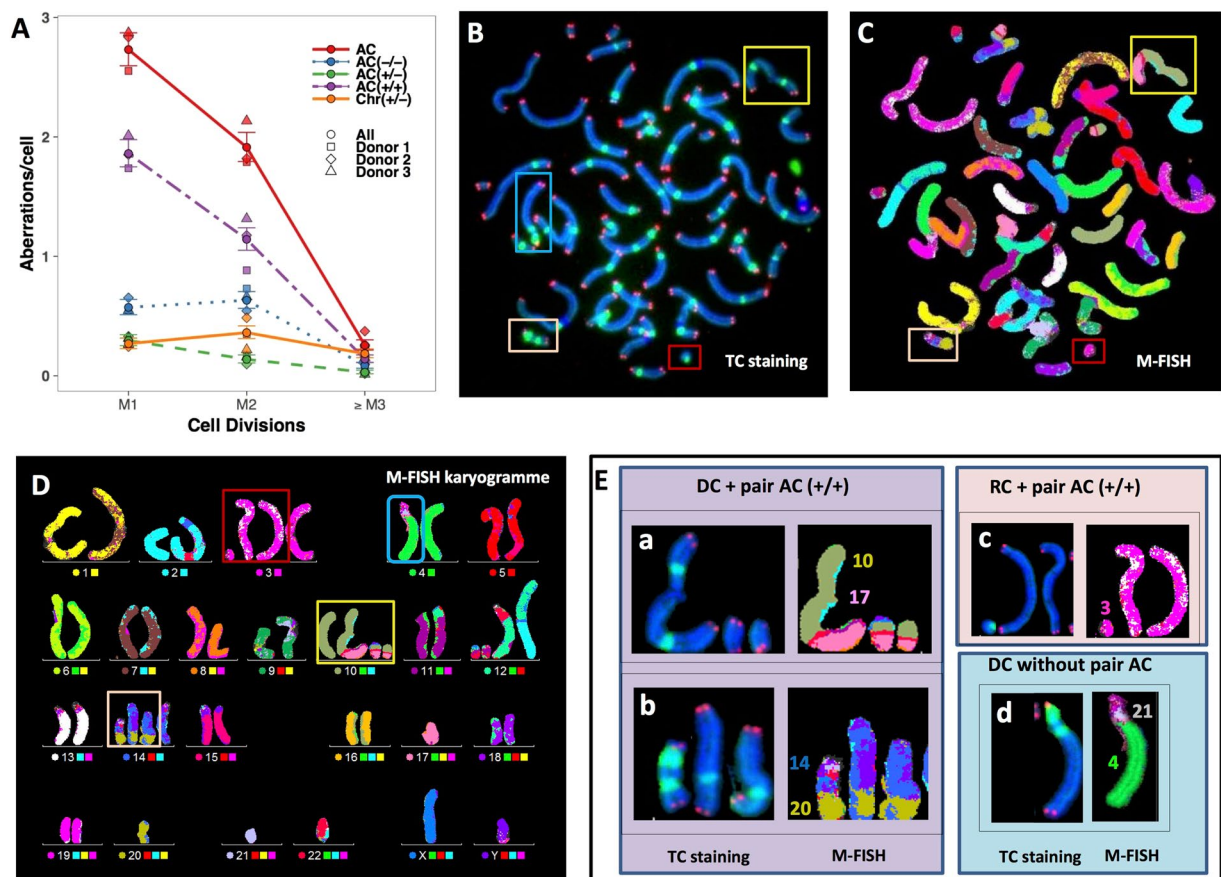 A
3
2
1
0
Aberrations/cell
M1
M2
≥ M3
Cell Divisions
AC
AC(−/−)
AC(+/−)
AC(+/+)
Chr(+/−)
All
Donor 1
Donor 2
Donor 3
B
TC staining
C
M-FISH
D
M-FISH karyogramme
1
2
3
4
5
6
7
8
9
10
11
12
13
14
15
16
17
18
19
20
21
22
X
Y
E
DC + pair AC (+/+)
a
10
17
b
14
20
TC staining
M-FISH
RC + pair AC (+/+)
c
3
DC without pair AC
d
21
4
TC staining
M-FISH